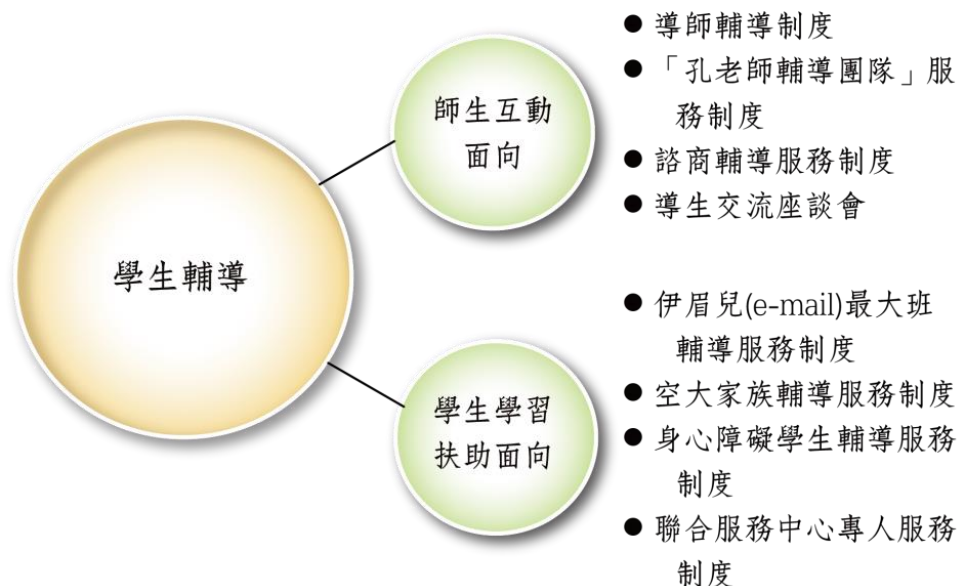 學生輔導
師生互動
面向
● 導師輔導制度
● 「孔老師輔導團隊」服
務制度
● 諮商輔導服務制度
● 導生交流座談會
學生學習
扶助面向
● 伊眉兒(e-mail)最大班
輔導服務制度
● 空大家族輔導服務制度
● 身心障礙學生輔導服務
制度
● 聯合服務中心專人服務
制度